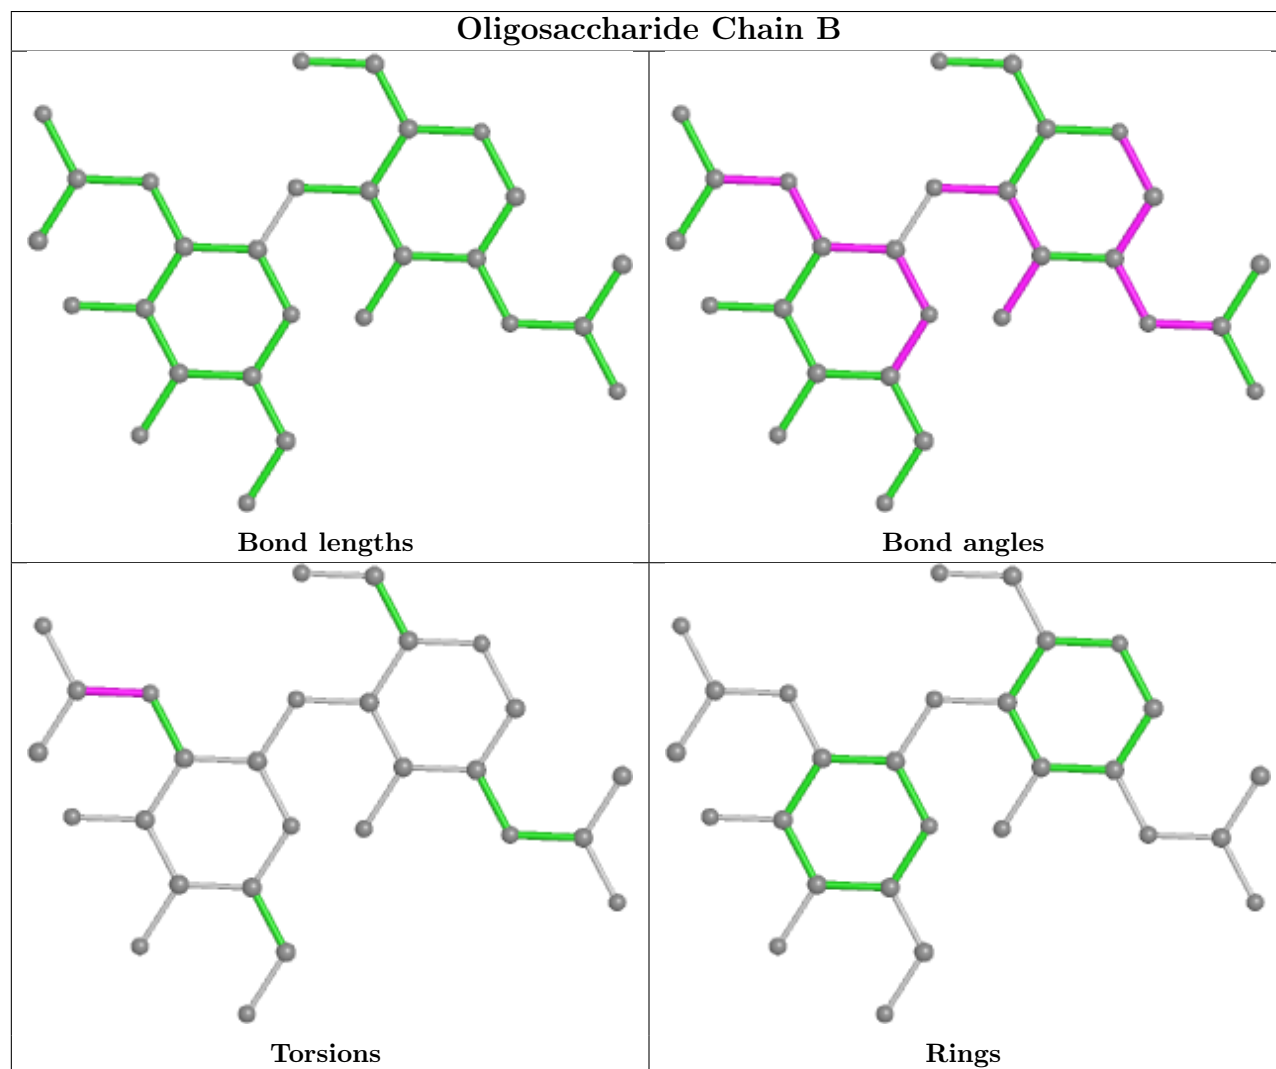 Oligosaccharide Chain B
Bond lengths
Bond angles
Torsions
Rings